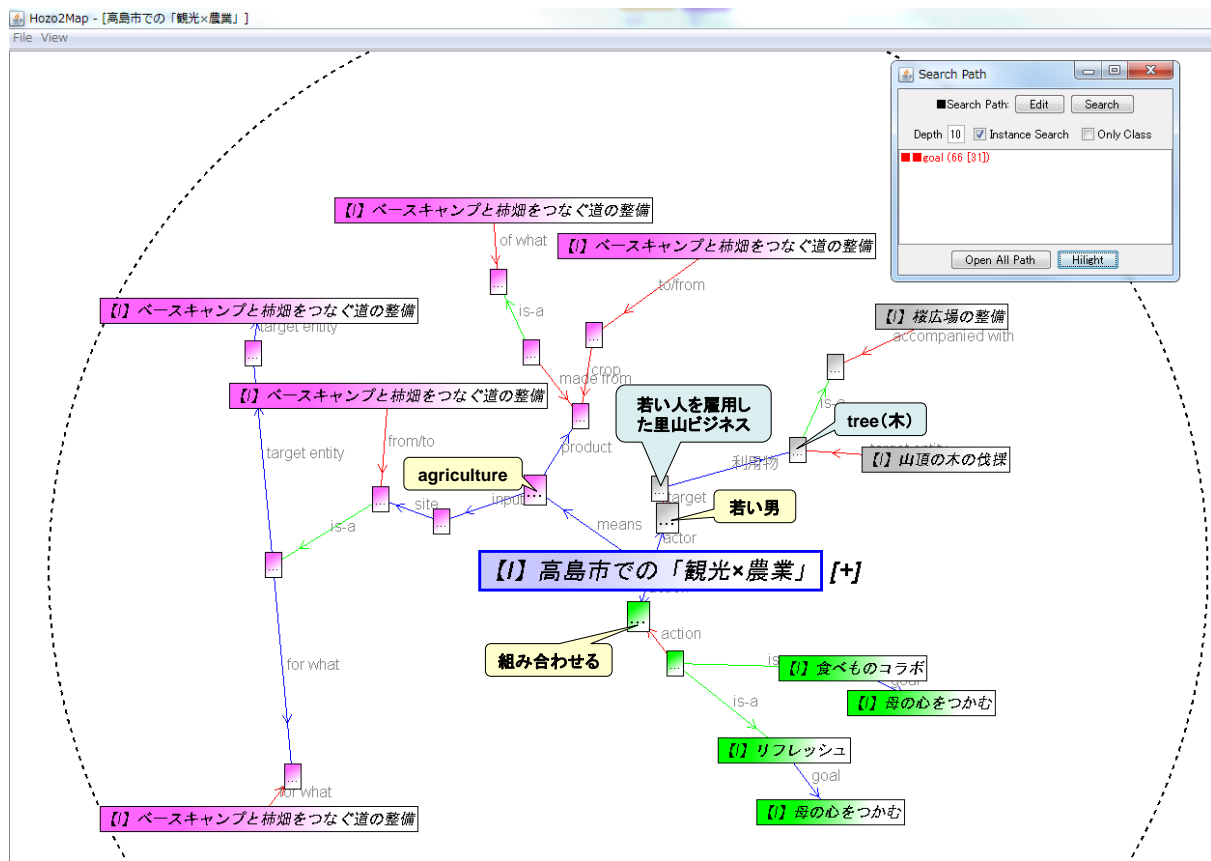 Hozo2Map - [高島市での「観光×農業」]
File View
Search Path
■Search Path: Edit Search
Depth 10 Instance Search Only Class
■■goal (66 [31])
Open All Path Hilight
【I】ベースキャンプと柿畑をつなぐ道の整備
of what
【I】ベースキャンプと柿畑をつなぐ道の整備
to/from
is-a
【I】ベースキャンプと柿畑をつなぐ道の整備
target entity
【I】桜広場の整備
accompanied with
crop
made from
【I】ベースキャンプと柿畑をつなぐ道の整備
若い人を雇用し
た里山ビジネス
is-a
tree(木)
from/to
target entity
product
target entity
利用物
【I】山頂の木の伐採
agriculture
input
target
site
若い男
is-a
means
actor
【I】高島市での「観光×農業」 [+]
action
組み合わせる
for what
【I】食べものコラボ
goal
is-a
【I】母の心をつかむ
【I】リフレッシュ
goal
for what
【I】ベースキャンプと柿畑をつなぐ道の整備
【I】母の心をつかむ